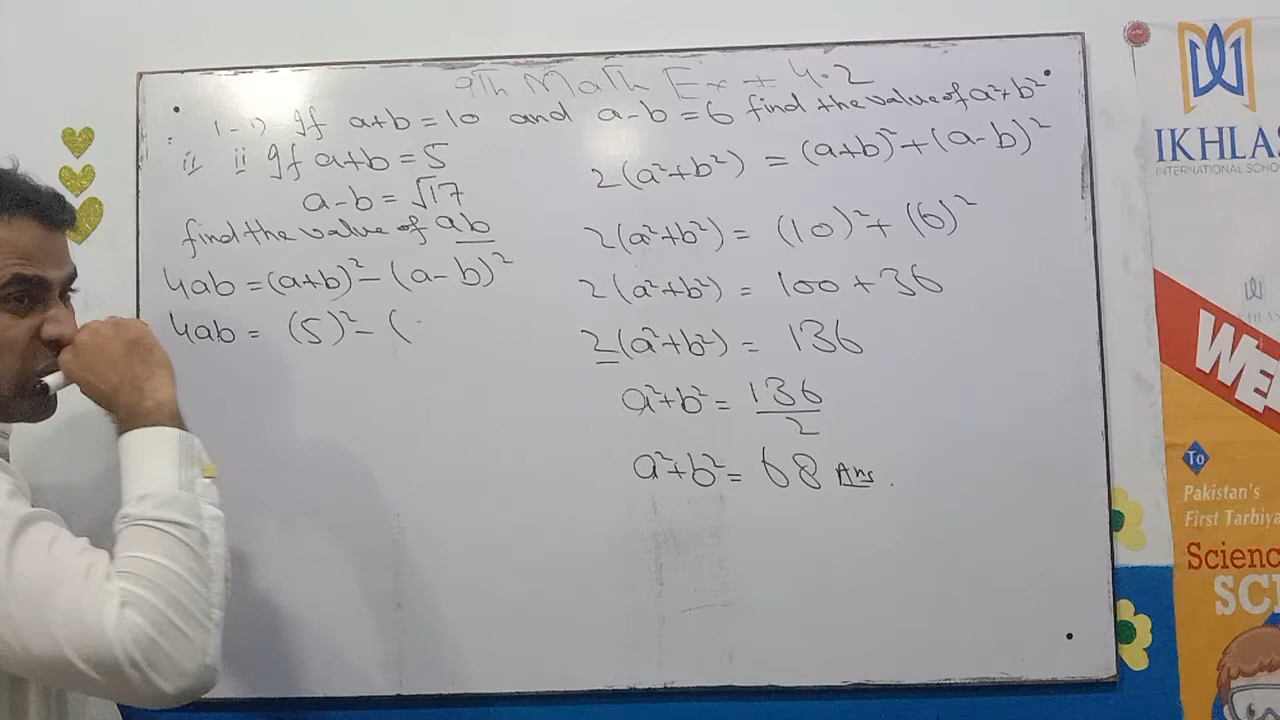 9Th Math Ex # 4.2
(-1) If a+b=10 and a-b=6 find the value of a²+b²
ii ii If a+b=5
a-b=√17
find the value of ab
4ab=(a+b)²-(a-b)²
4ab= (5)²-(
2(a²+b²) = (a+b)²+(a-b)²
2(a²+b²) = (10)²+(6)²
2(a²+b²) = 100+36
2(a²+b²) = 136
a²+b²= 136/2
a²+b²= 68 Ans.
IKHLAS
INTERNATIONAL SCHO
To
Pakistan's
First Tarbiya
Scienc
SCI